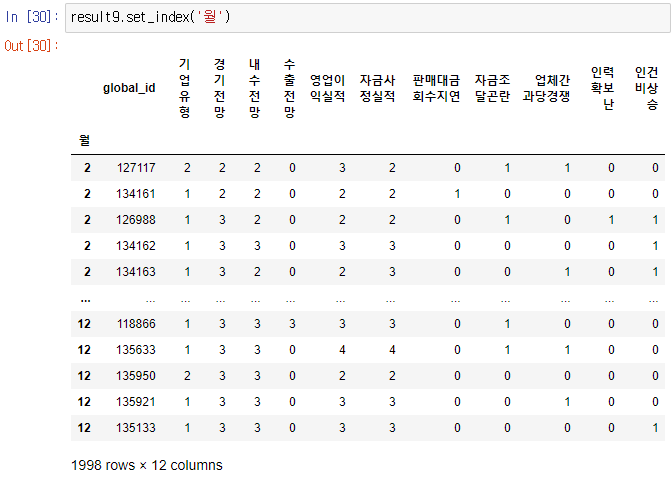 In [30]: result9.set_index('월')
Out[30]:
global_id 기업유형 경기전망 내수전망 수출전망 영업이익실적 자금사정실적 판매대금회수지연 자금조달곤란 업체간과당경쟁 인력확보난 인건비상승
월
2 127117 2 2 2 0 3 2 0 1 1 0 0
2 134161 1 2 2 0 2 2 1 0 0 0 0
2 126988 1 3 2 0 2 2 0 1 0 1 1
2 134162 1 3 3 0 3 3 0 0 0 0 1
2 134163 1 3 2 0 2 3 0 0 1 0 1
... ... ... ... ... ... ... ... ... ... ... ... ...
12 118866 1 3 3 3 3 3 0 1 0 0 0
12 135633 1 3 3 0 4 4 0 1 1 0 0
12 135950 2 3 3 0 2 2 0 0 0 0 0
12 135921 1 3 3 0 3 3 0 0 1 0 0
12 135133 1 3 3 0 3 3 0 0 0 0 1
1998 rows × 12 columns